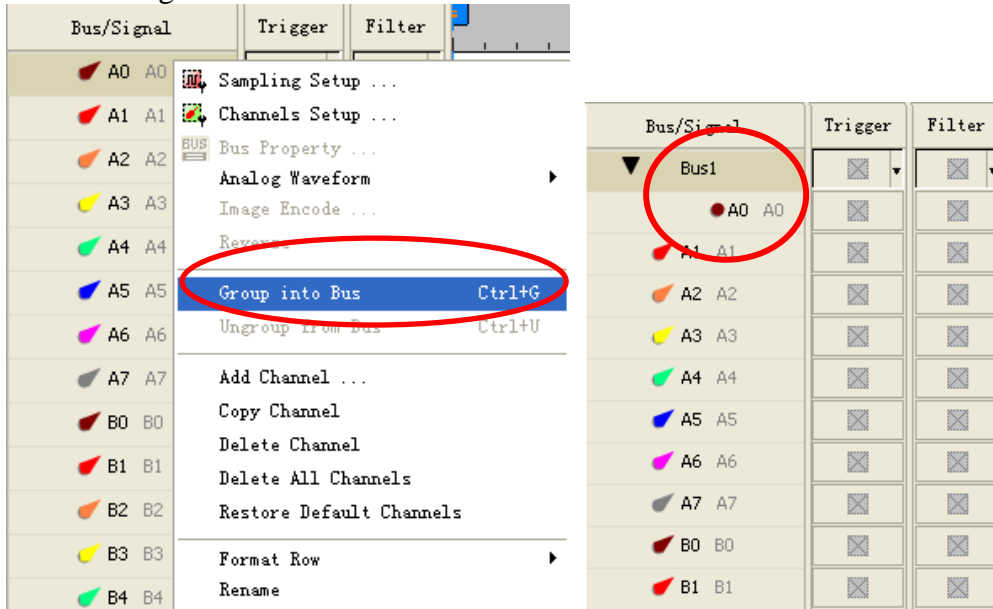 Bus/Signal Trigger Filter
A0 A0
Sampling Setup ...
A1 A1
Channels Setup ...
BUS Bus Property ...
A2 A2
Analog Waveform
A3 A3
Image Encode ...
A4 A4
Reverse
A5 A5
Group into Bus Ctrl+G
A6 A6
Ungroup from Bus Ctrl+U
A7 A7
Add Channel ...
B0 B0
Copy Channel
Delete Channel
B1 B1
Delete All Channels
B2 B2
Restore Default Channels
B3 B3
Format Row
B4 B4
Rename
Bus/Signal Trigger Filter
Bus1
A0 A0
A1 A1
A2 A2
A3 A3
A4 A4
A5 A5
A6 A6
A7 A7
B0 B0
B1 B1